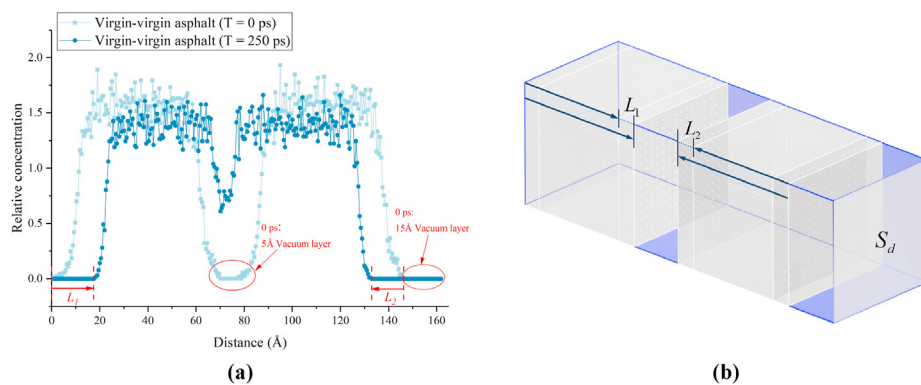 Virgin-virgin asphalt (T = 0 ps)
Virgin-virgin asphalt (T = 250 ps)
Relative concentration
2.0
1.5
1.0
0.5
0.0
0 ps:
5Å Vacuum layer
0 ps:
15Å Vacuum layer
L1
L2
0 20 40 60 80 100 120 140 160
Distance (Å)
(a)
L1
L2
Sd
(b)